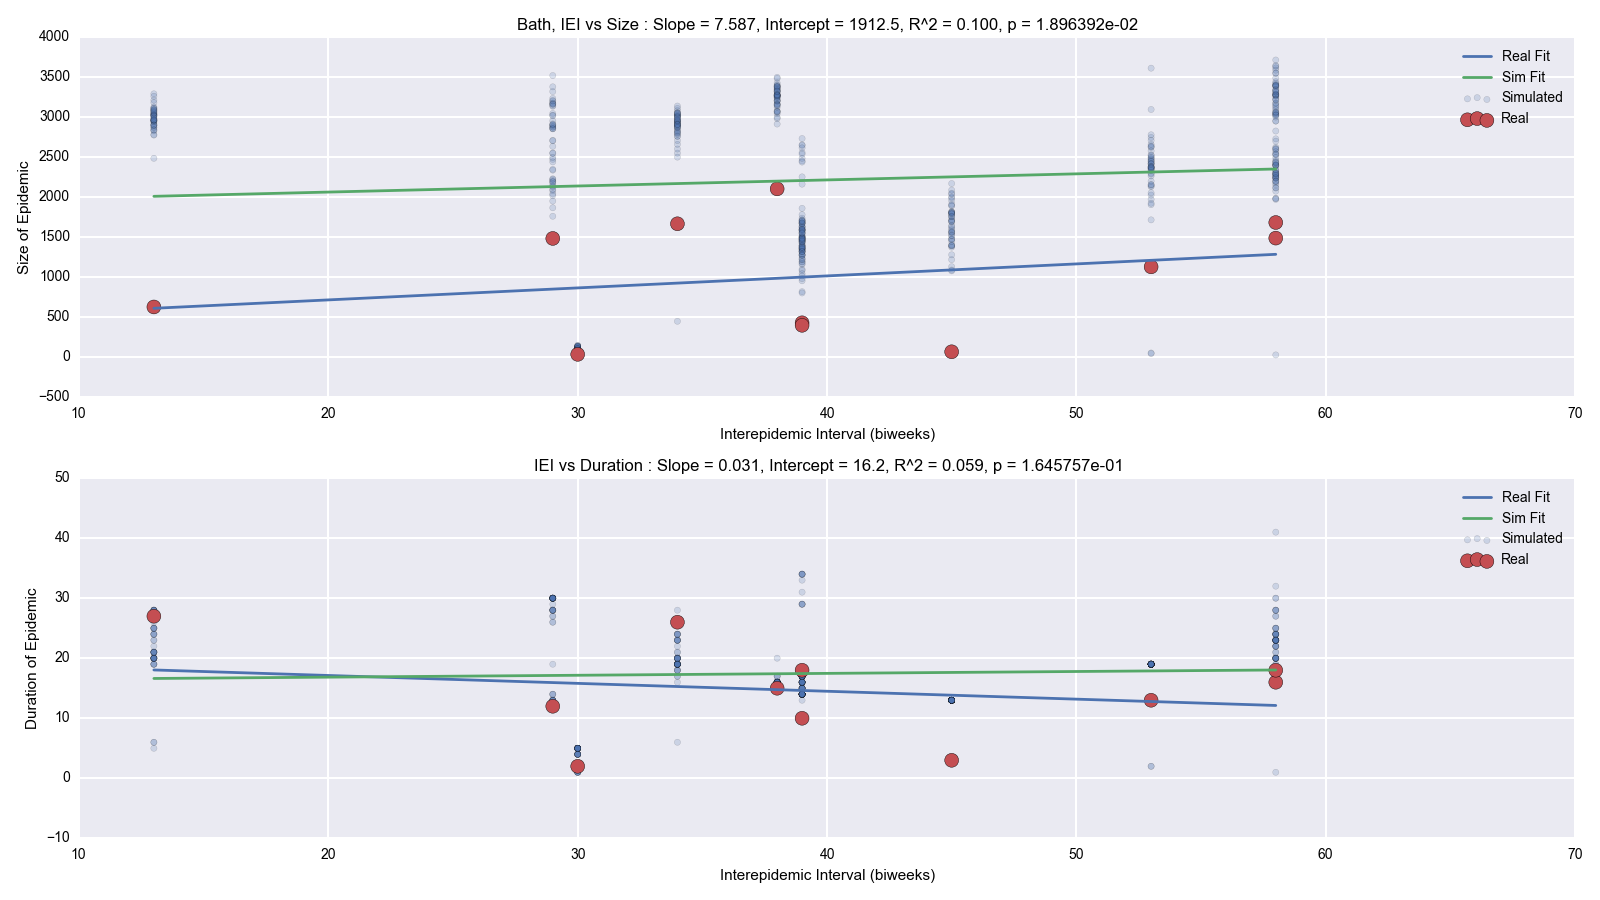 Bath, IEI vs Size : Slope = 7.587, Intercept = 1912.5, R^2 = 0.100, p = 1.896392e-02
4000
3500
3000
2500
2000
1500
1000
500
0
−500
Size of Epidemic
Real Fit
Sim Fit
Simulated
Real
10 20 30 40 50 60 70
Interepidemic Interval (biweeks)
IEI vs Duration : Slope = 0.031, Intercept = 16.2, R^2 = 0.059, p = 1.645757e-01
50
40
30
20
10
0
−10
Duration of Epidemic
Real Fit
Sim Fit
Simulated
Real
10 20 30 40 50 60 70
Interepidemic Interval (biweeks)